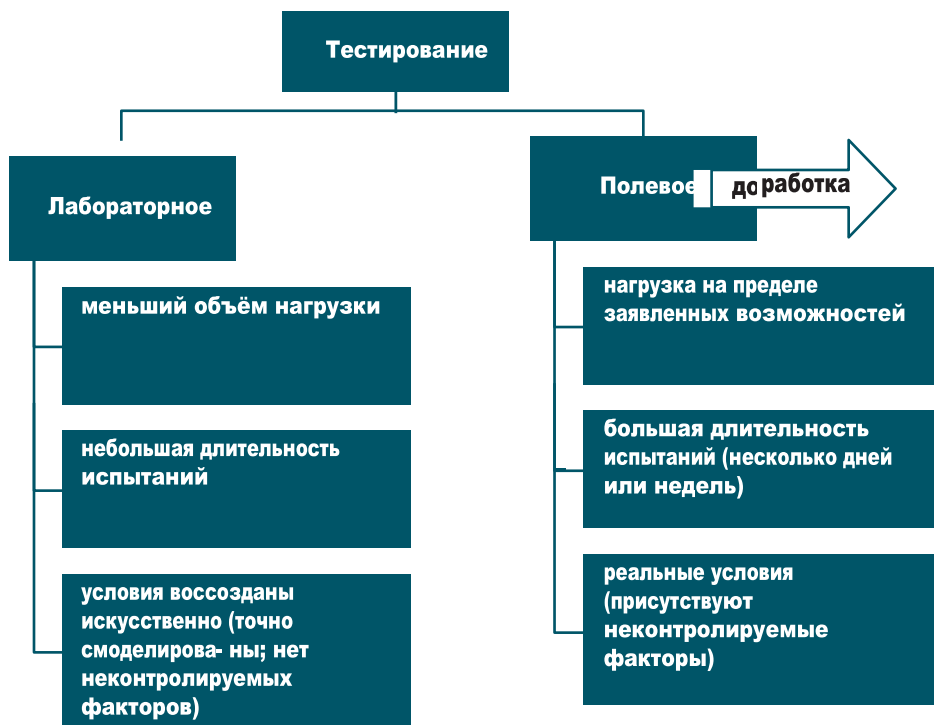 Тестирование
Лабораторное
меньший объём нагрузки
небольшая длительность
испытаний
условия воссозданы
искусственно (точно
смоделирова- ны; нет
неконтролируемых
факторов)
Полевое
доработка
нагрузка на пределе
заявленных возможностей
большая длительность
испытаний (несколько дней
или недель)
реальные условия
(присутствуют
неконтролируемые
факторы)